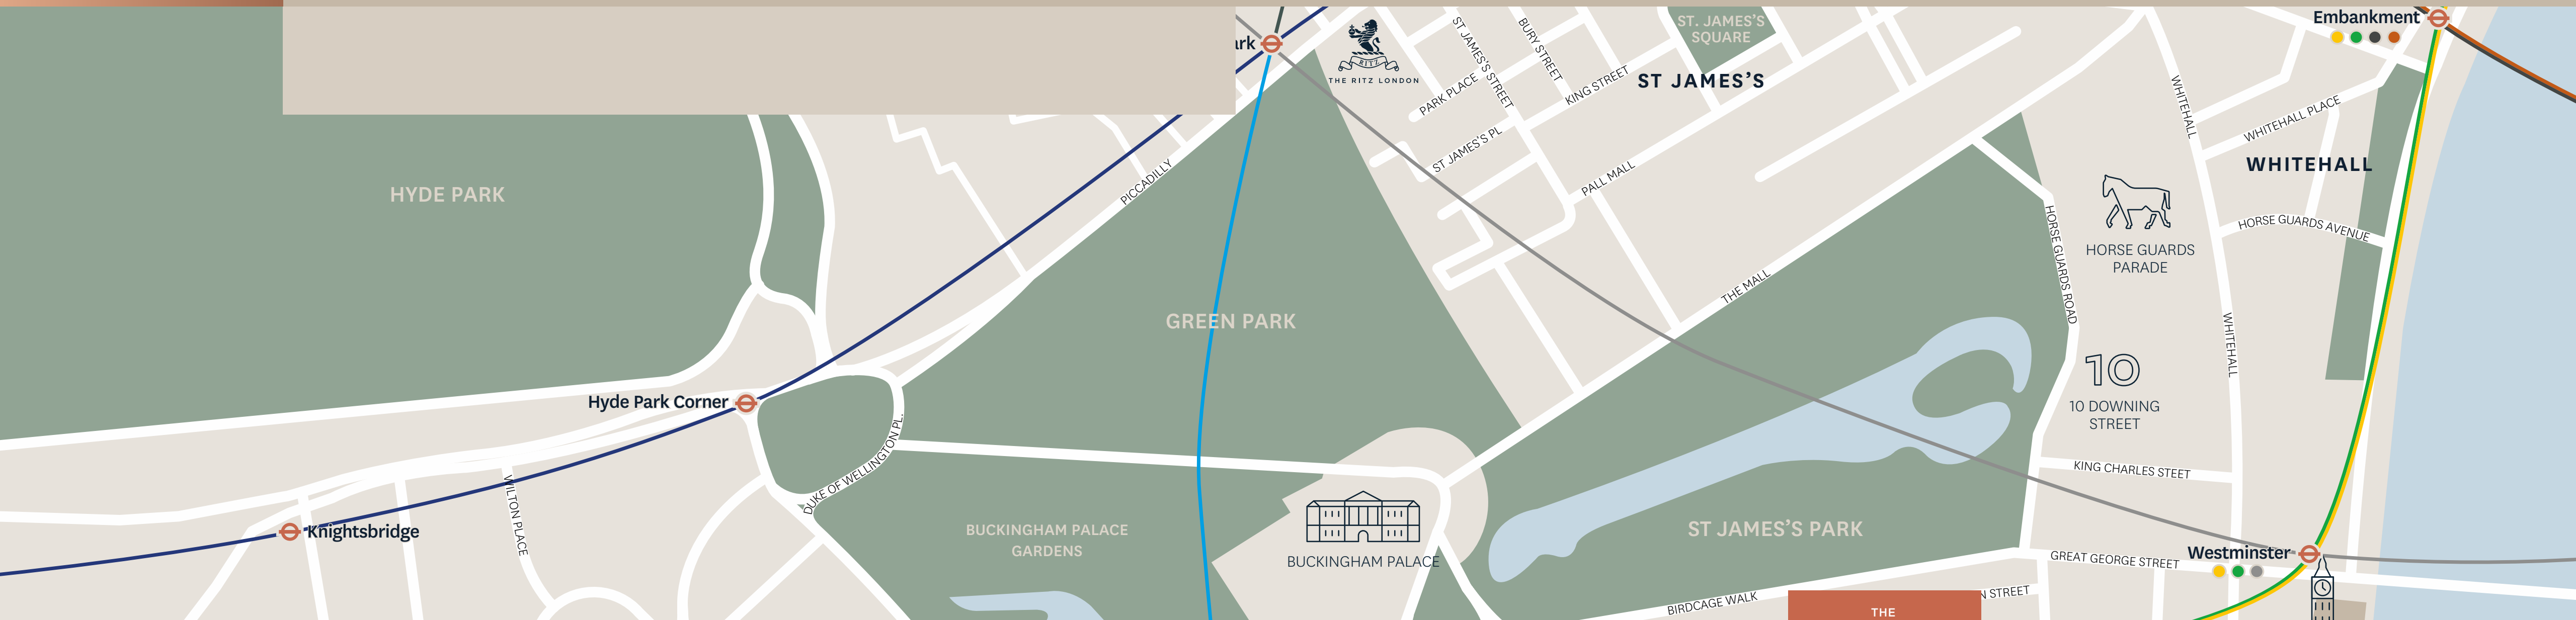 Embankment
ST. JAMES'S
SQUARE
ark
RITZ
THE RITZ LONDON
ST JAMES'S STREET
BURY STREET
ST JAMES'S
KING STREET
PARK PLACE
ST JAMES'S PL
PALL MALL
WHITEHALL
WHITEHALL PLACE
WHITEHALL
HYDE PARK
PICCADILLY
HORSE GUARDS ROAD
HORSE GUARDS AVENUE
HORSE GUARDS
PARADE
THE MALL
GREEN PARK
WHITEHALL
10
10 DOWNING
STREET
Hyde Park Corner
DUKE OF WELLINGTON PL.
KING CHARLES STEET
WILTON PLACE
Knightsbridge
BUCKINGHAM PALACE
GARDENS
BUCKINGHAM PALACE
ST JAMES'S PARK
GREAT GEORGE STREET
Westminster
BIRDCAGE WALK
N STREET
THE